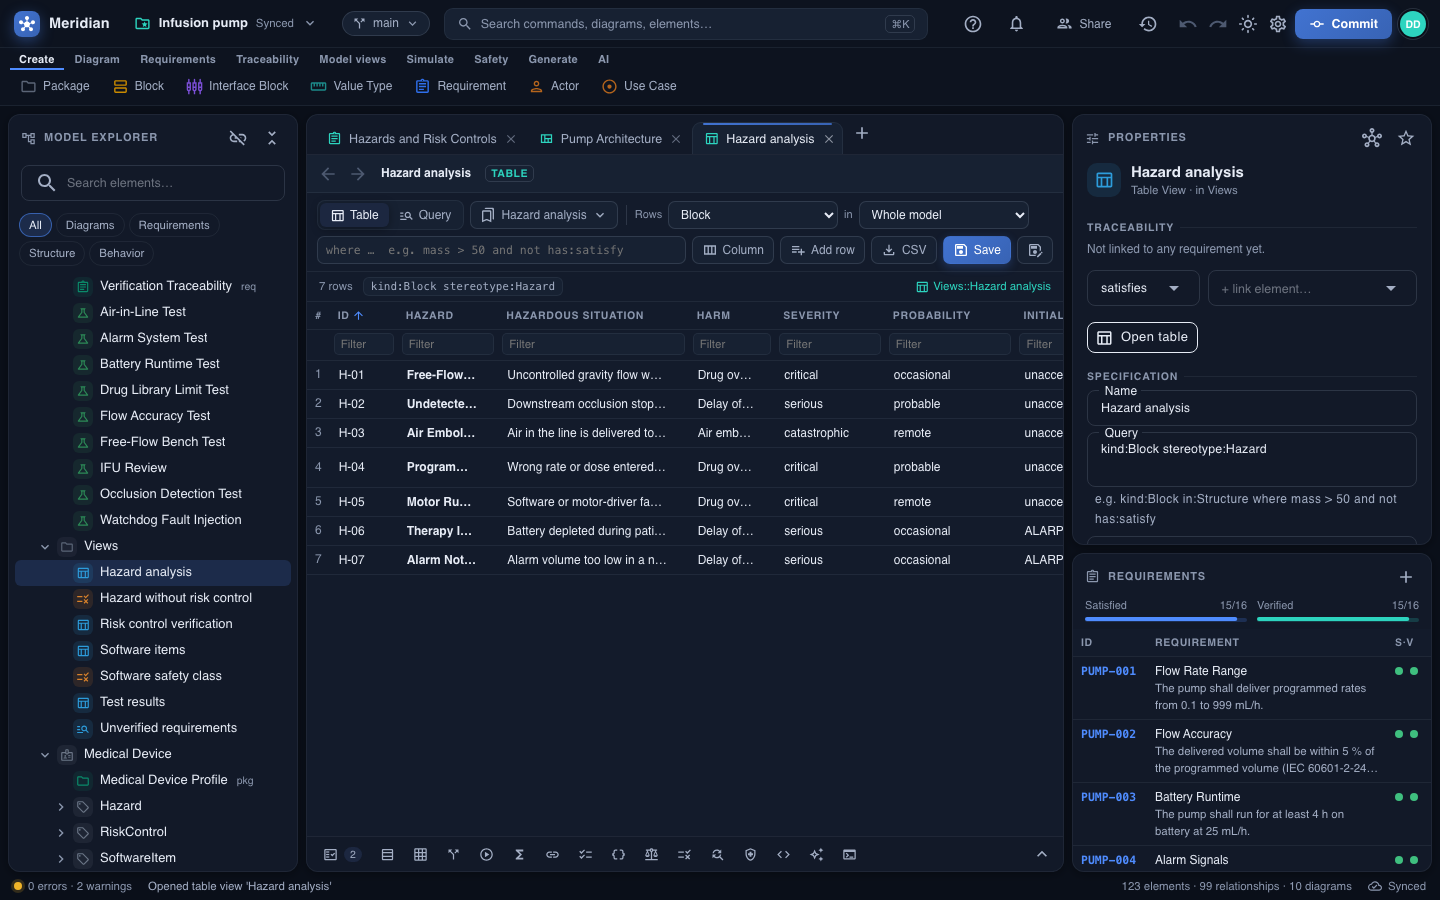 Meridian
Infusion pump Synced
main
Search commands, diagrams, elements… ⌘K
Share
Commit
DD
Create Diagram Requirements Traceability Model views Simulate Safety Generate AI
Package Block Interface Block Value Type Requirement Actor Use Case
MODEL EXPLORER
Search elements…
All Diagrams Requirements
Structure Behavior
Verification Traceability req
Air-in-Line Test
Alarm System Test
Battery Runtime Test
Drug Library Limit Test
Flow Accuracy Test
Free-Flow Bench Test
IFU Review
Occlusion Detection Test
Watchdog Fault Injection
Views
Hazard analysis
Hazard without risk control
Risk control verification
Software items
Software safety class
Test results
Unverified requirements
Medical Device
Medical Device Profile pkg
Hazard
RiskControl
SoftwareItem
Hazards and Risk Controls Pump Architecture Hazard analysis
Hazard analysis TABLE
Table Query Hazard analysis Rows Block in Whole model
where … e.g. mass > 50 and not has:satisfy Column Add row CSV Save
7 rows kind:Block stereotype:Hazard Views::Hazard analysis
# ID HAZARD HAZARDOUS SITUATION HARM SEVERITY PROBABILITY INITIAL
Filter Filter Filter Filter Filter Filter Filter
1 H-01 Free-Flow… Uncontrolled gravity flow w… Drug ov… critical occasional unacce
2 H-02 Undetecte… Downstream occlusion stop… Delay of… serious probable unacce
3 H-03 Air Embol… Air in the line is delivered to… Air emb… catastrophic remote unacce
4 H-04 Program… Wrong rate or dose entered… Drug ov… critical probable unacce
5 H-05 Motor Ru… Software or motor-driver fa… Drug ov… critical remote unacce
6 H-06 Therapy I… Battery depleted during pati… Delay of… serious occasional ALARP
7 H-07 Alarm Not… Alarm volume too low in a n… Delay of… serious occasional ALARP
2
PROPERTIES
Hazard analysis
Table View · in Views
TRACEABILITY
Not linked to any requirement yet.
satisfies + link element…
Open table
SPECIFICATION
Name
Hazard analysis
Query
kind:Block stereotype:Hazard
e.g. kind:Block in:Structure where mass > 50 and not
has:satisfy
REQUIREMENTS
Satisfied 15/16 Verified 15/16
ID REQUIREMENT S·V
PUMP-001 Flow Rate Range
The pump shall deliver programmed rates
from 0.1 to 999 mL/h.
PUMP-002 Flow Accuracy
The delivered volume shall be within 5 % of
the programmed volume (IEC 60601-2-24…
PUMP-003 Battery Runtime
The pump shall run for at least 4 h on
battery at 25 mL/h.
PUMP-004 Alarm Signals
0 errors · 2 warnings Opened table view 'Hazard analysis'
123 elements · 99 relationships · 10 diagrams Synced